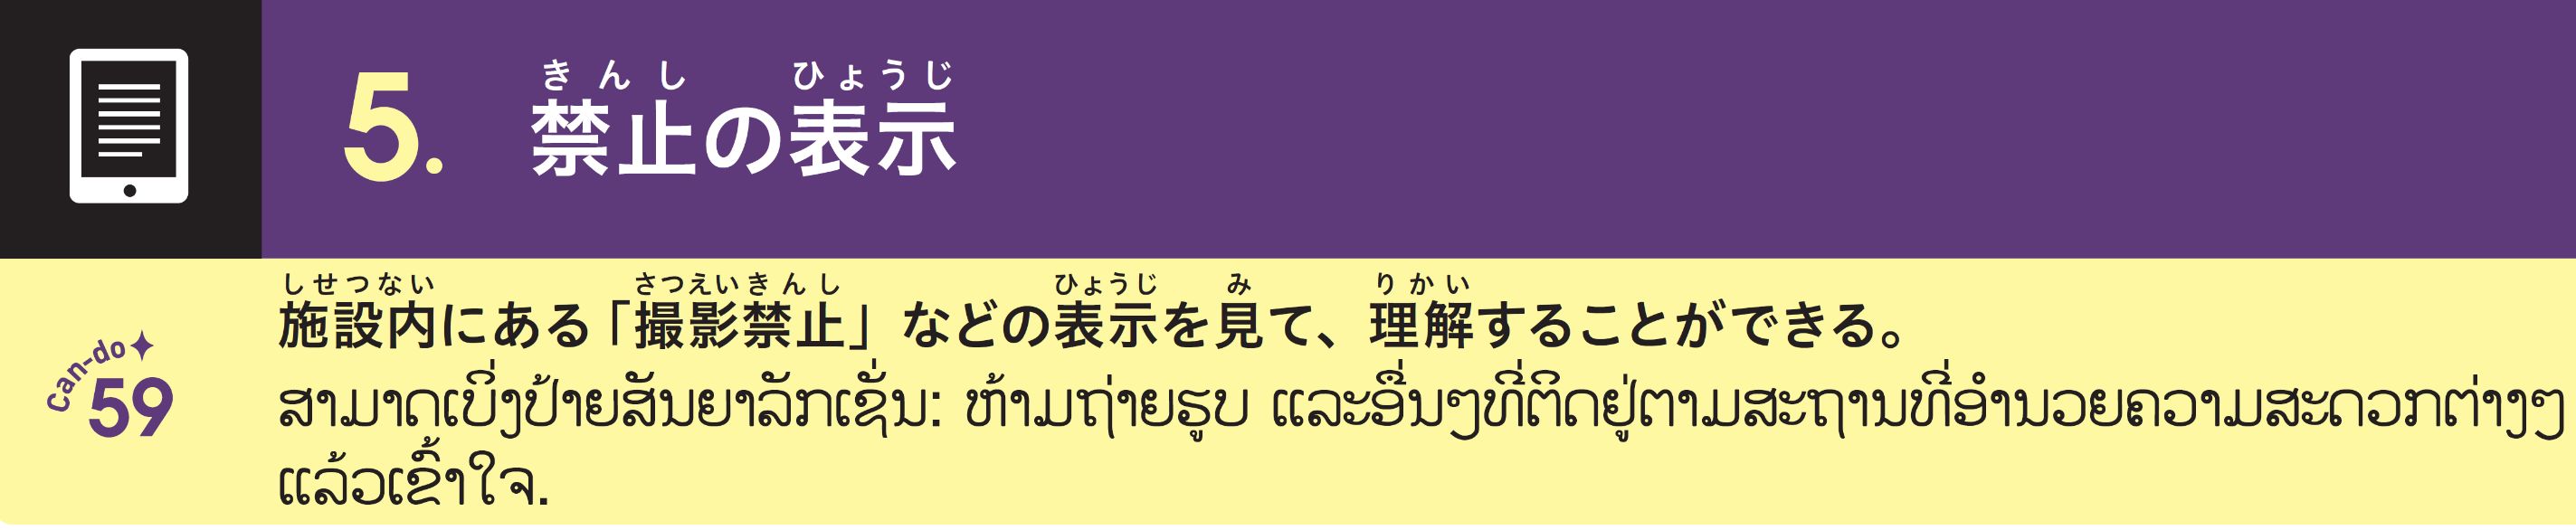 きんし ひょうじ
5. 禁止の表示
しせつない さつえいきんし ひょうじ み りかい
施設内にある「撮影禁止」などの表示を見て、理解することができる。
can-do
59
ສາມາດເບິ່ງປ້າຍສັນຍາລັກເຊັ່ນ: ຫ້າມຖ່າຍຮູບ ແລະອື່ນໆທີ່ຕິດຢູ່ຕາມສະຖານທີ່ອຳນວຍຄວາມສະດວກຕ່າງໆ
ແລ້ວເຂົ້າໃຈ.